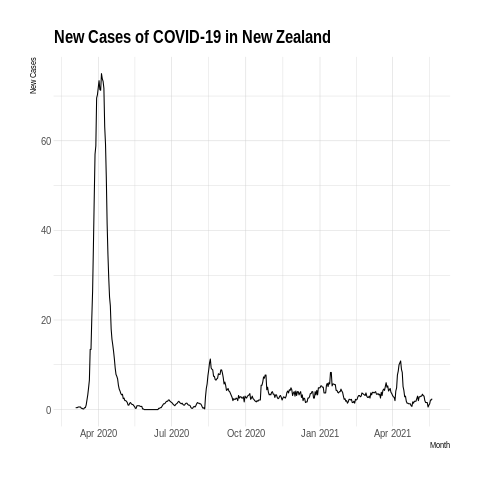 New Cases of COVID-19 in New Zealand
New Cases
60
40
20
0
Apr 2020 Jul 2020 Oct 2020 Jan 2021 Apr 2021
Month